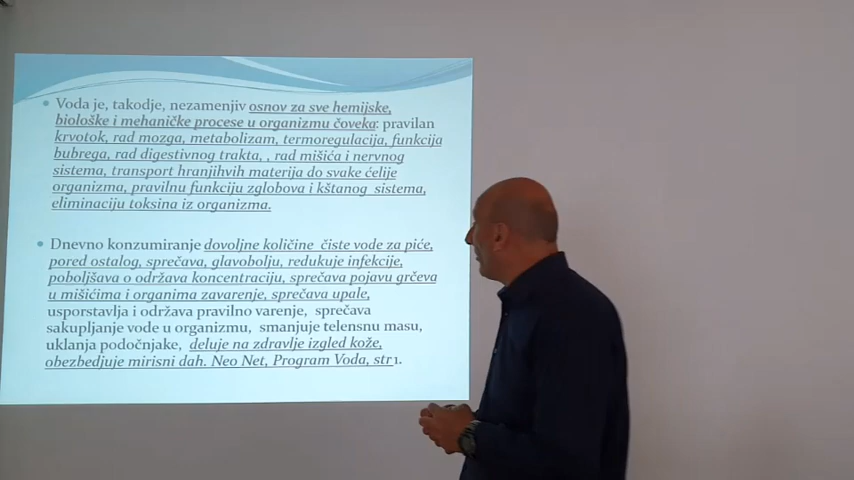 Voda je, takodje, nezamenjiv osnov za sve hemijske,
biološke i mehaničke procese u organizmu čoveka: pravilan
krvotok, rad mozga, metabolizam, termoregulacija, funkcija
bubrega, rad digestivnog trakta, , rad mišića i nervnog
sistema, transport hranjihvih materija do svake ćelije
organizma, pravilnu funkciju zglobova i kštanog sistema,
eliminaciju toksina iz organizma.
Dnevno konzumiranje dovoljne količine čiste vode za piće,
pored ostalog, sprečava, glavobolju, redukuje infekcije,
poboljšava o održava koncentraciju, sprečava pojavu grčeva
u mišićima i organima zavarenje, sprečava upale,
usporstavlja i održava pravilno varenje, sprečava
sakupljanje vode u organizmu, smanjuje telensnu masu,
uklanja podočnjake, deluje na zdravlje izgled kože,
obezbedjuje mirisni dah. Neo Net, Program Voda, str1.